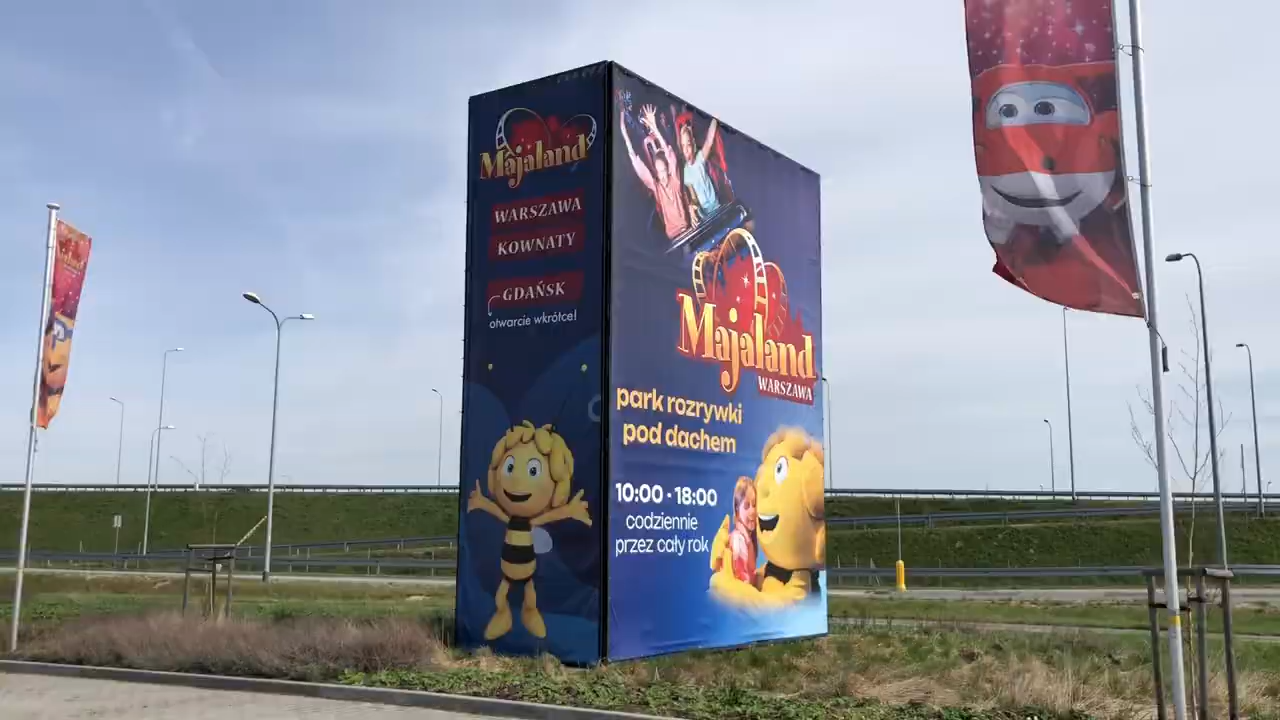 Majaland
WARSZAWA
KOWNATY
GDAŃSK
otwarcie wkrótce!
Majaland
WARSZAWA
park rozrywki
pod dachem
10:00 - 18:00
codziennie
przez cały rok
Majaland